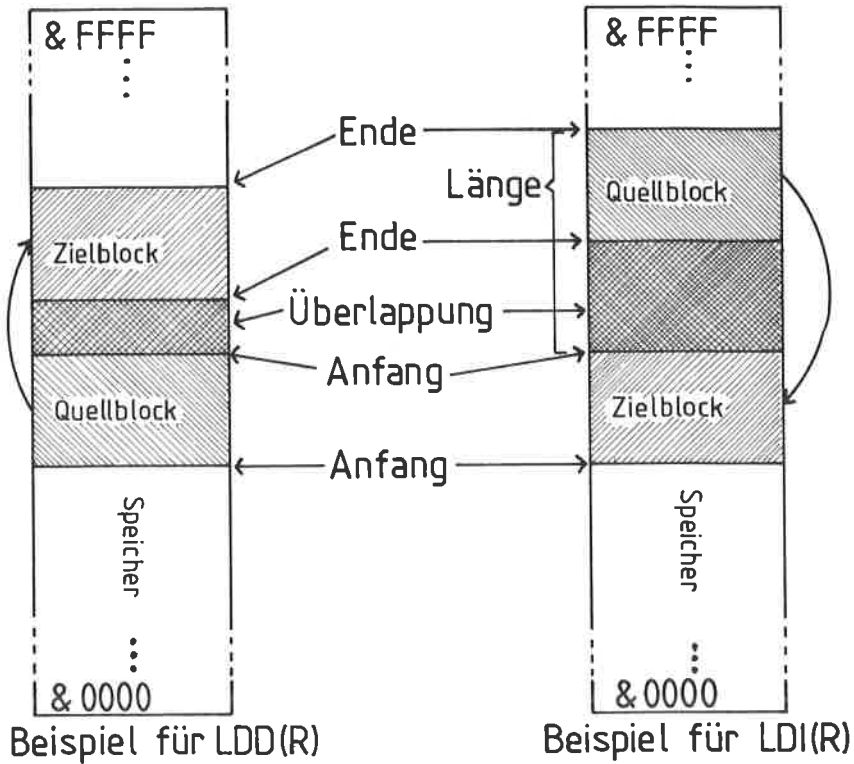 & FFFF
& FFFF
Ende
Länge
Quellblock
Zielblock
Ende
Überlappung
Anfang
Quellblock
Zielblock
Anfang
Speicher
Speicher
& 0000
& 0000
Beispiel für LDD(R)
Beispiel für LDI(R)